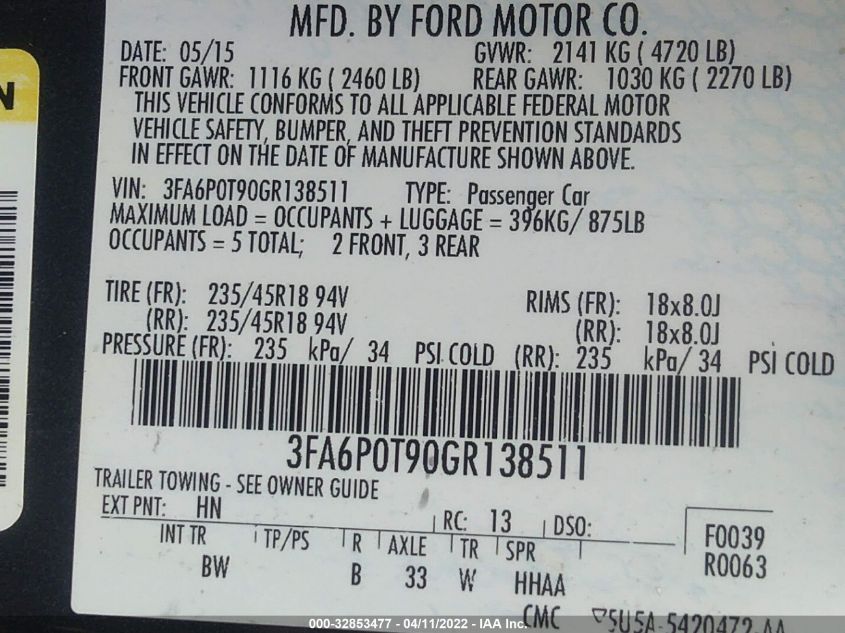 MFD. BY FORD MOTOR CO.
DATE: 05/15 GVWR: 2141 KG ( 4720 LB)
FRONT GAWR: 1116 KG ( 2460 LB) REAR GAWR: 1030 KG ( 2270 LB)
THIS VEHICLE CONFORMS TO ALL APPLICABLE FEDERAL MOTOR
VEHICLE SAFETY, BUMPER, AND THEFT PREVENTION STANDARDS
IN EFFECT ON THE DATE OF MANUFACTURE SHOWN ABOVE.
VIN: 3FA6P0T90GR138511 TYPE: Passenger Car
MAXIMUM LOAD = OCCUPANTS + LUGGAGE = 396KG/ 875LB
OCCUPANTS = 5 TOTAL; 2 FRONT, 3 REAR
TIRE (FR): 235/45R18 94V RIMS (FR): 18x8.0J
(RR): 235/45R18 94V (RR): 18x8.0J
PRESSURE (FR): 235 kPa/ 34 PSI COLD (RR): 235 kPa/ 34 PSI COLD
3FA6P0T90GR138511
TRAILER TOWING - SEE OWNER GUIDE
EXT PNT: HN RC: 13 DSO:
INT TR TP/PS R AXLE TR SPR F0039
BW B 33 W HHAA R0063
CMC 5U5A-5420472 AA
N
000-32853477 - 04/11/2022 - IAA Inc.